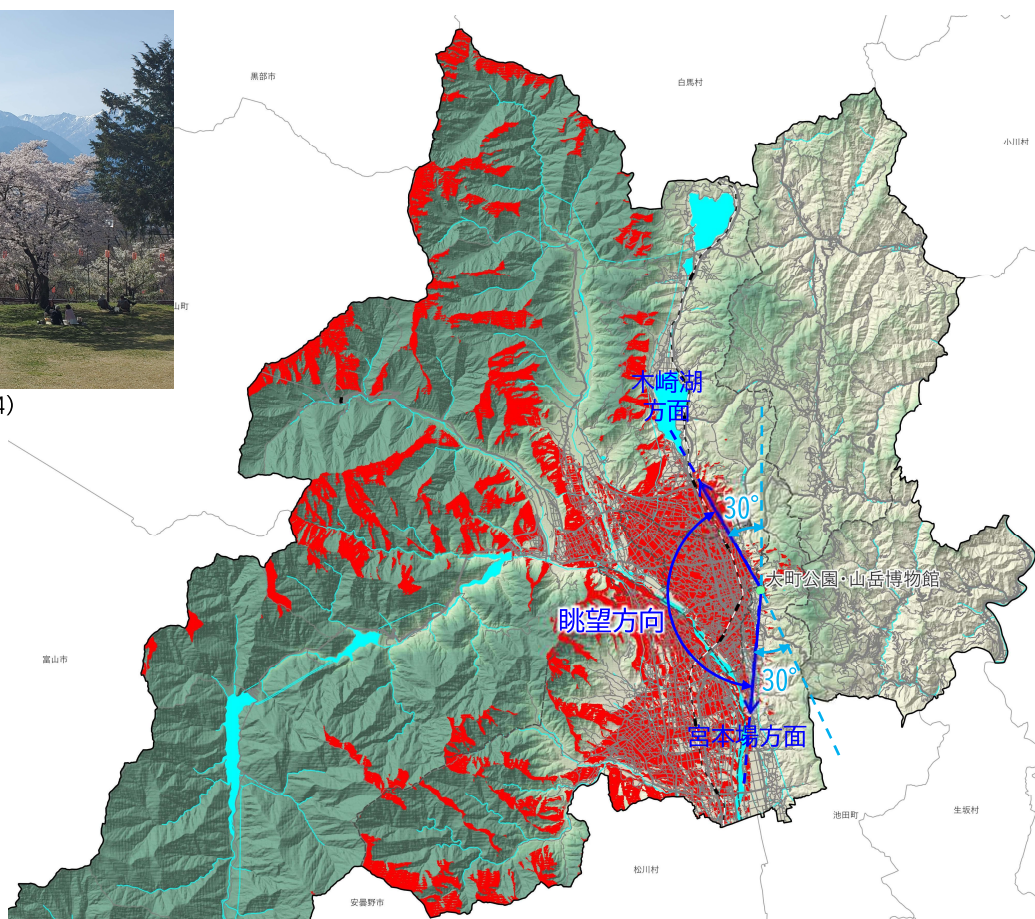 黒部市
白馬村
小川村
山町
4)
木崎湖
方面
30°
大町公園・山岳博物館
眺望方向
富山市
30°
宮本場方面
池田町
生坂村
松川村
安曇野市